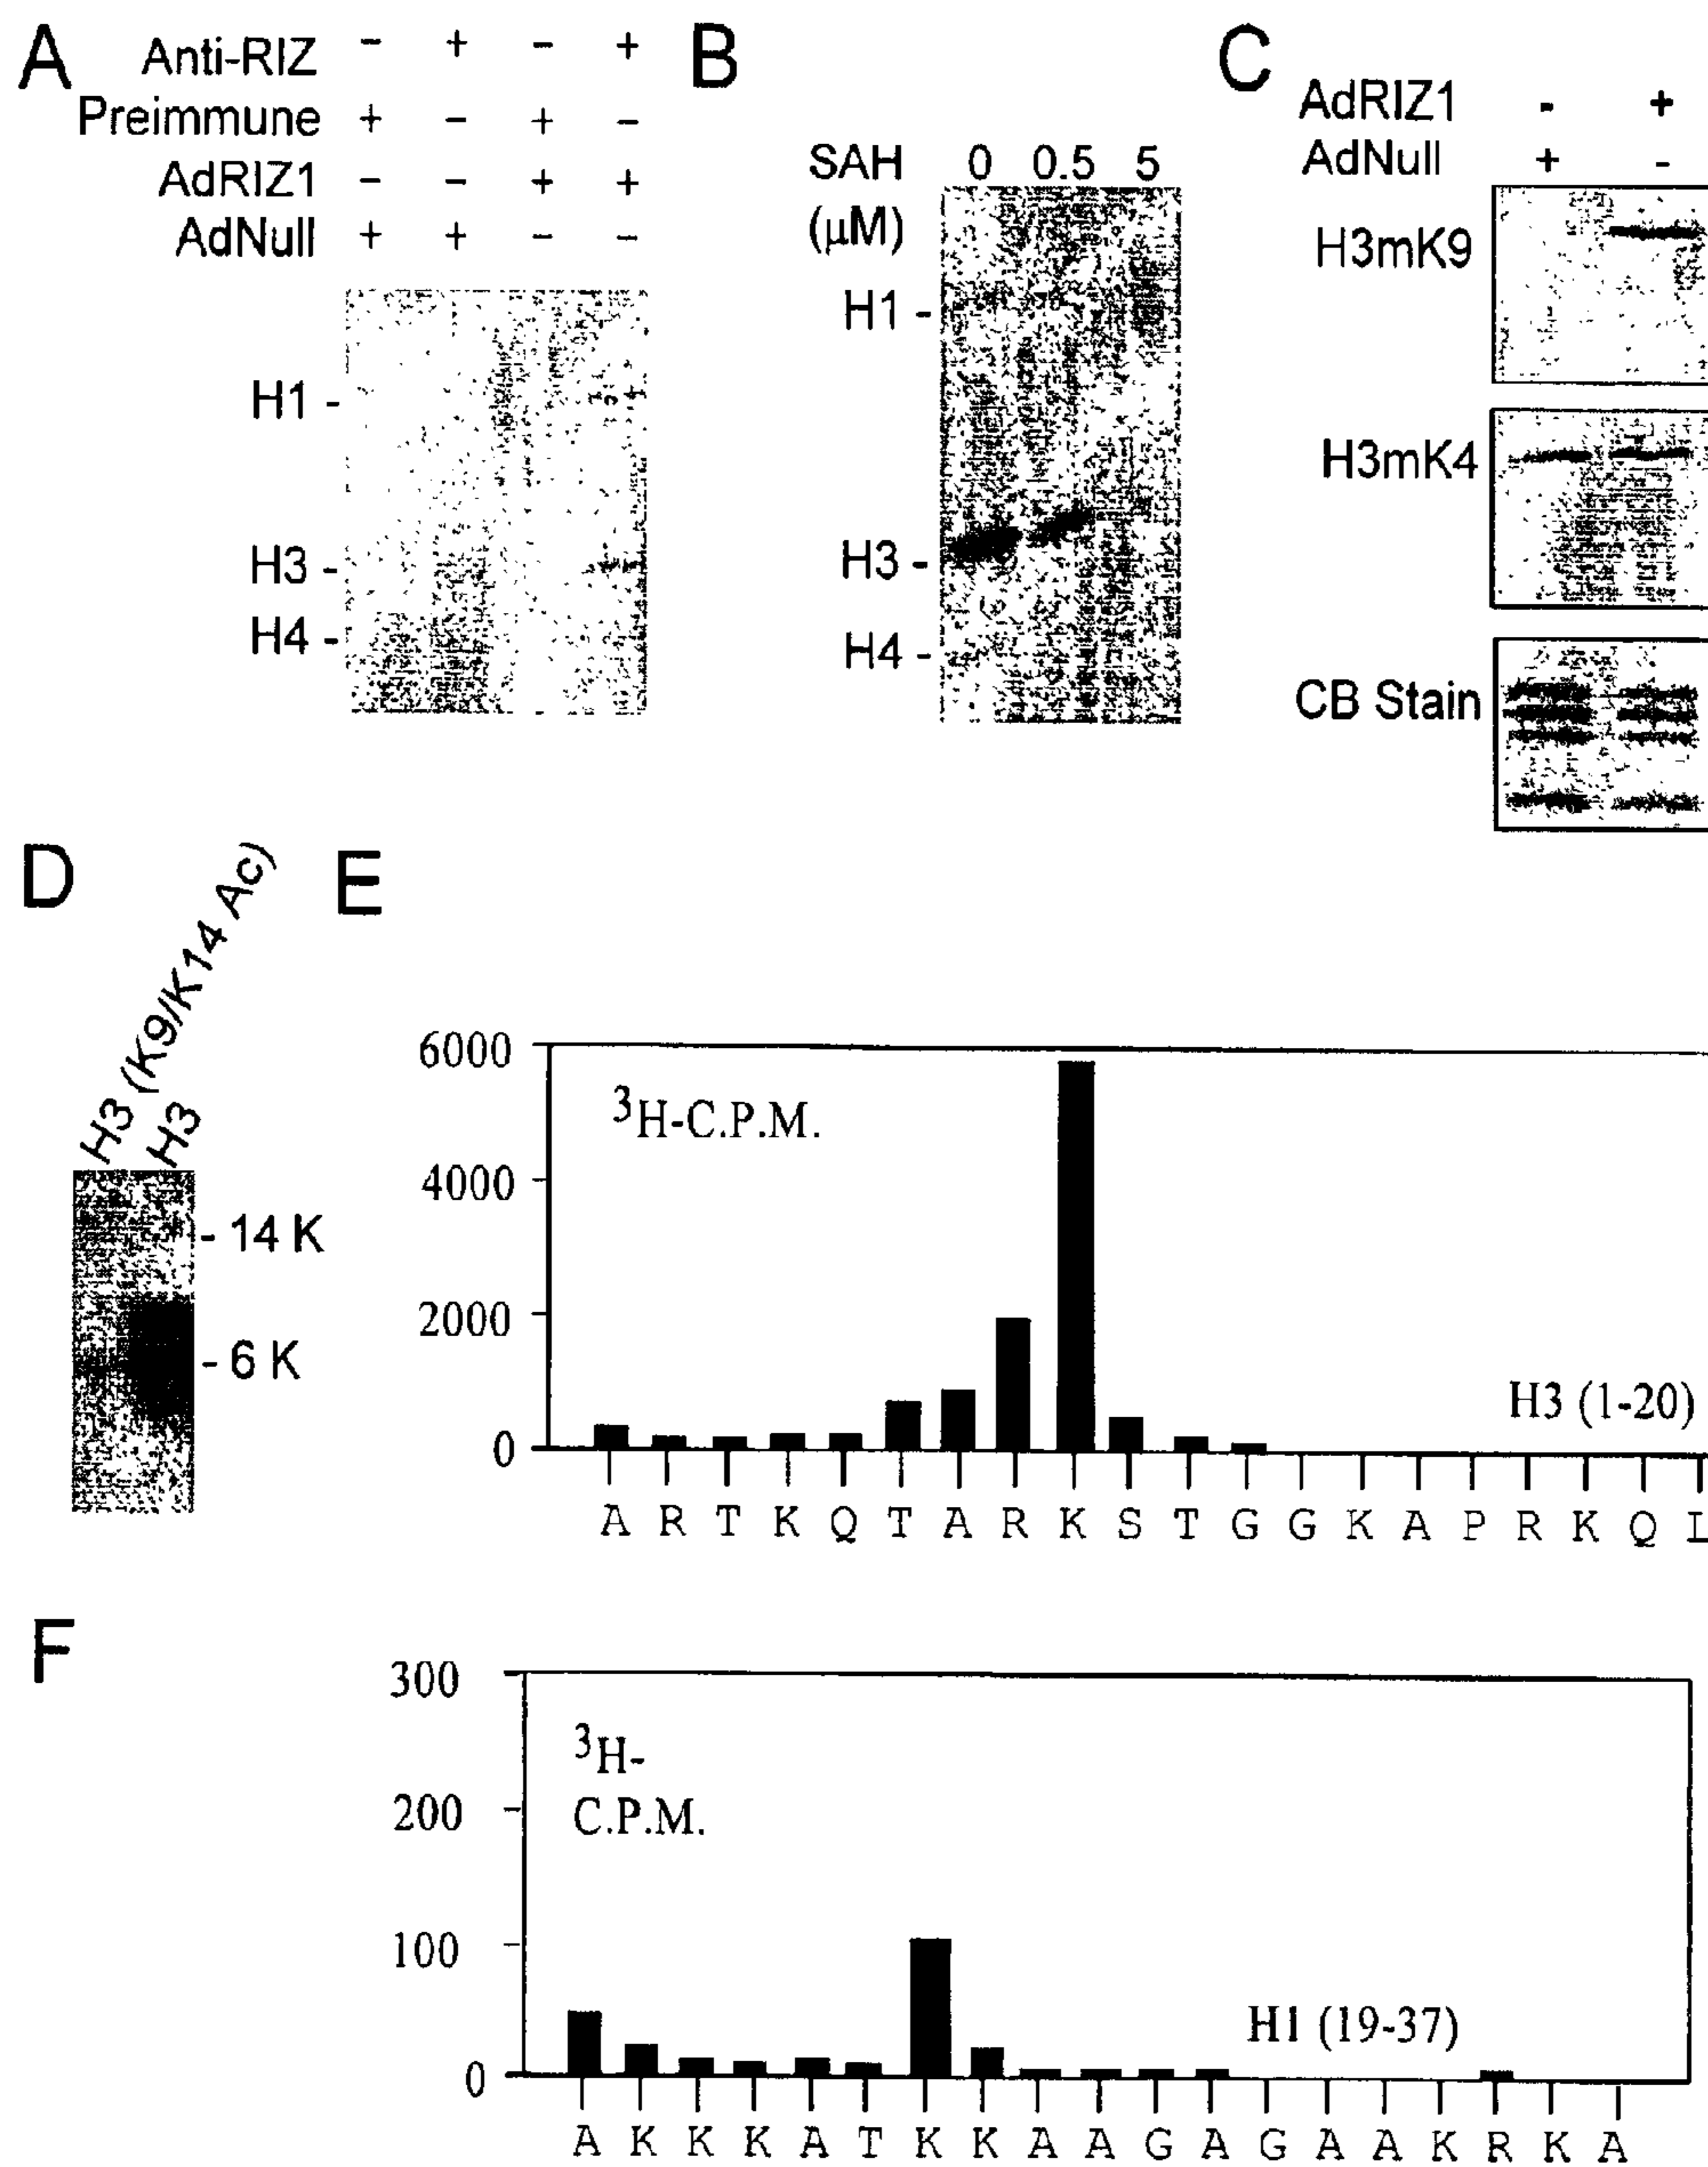 A
Anti-RIZ - + - +
Preimmune + - + -
AdRIZ1 - - + +
AdNull + + - -
H1 -
H3 -
H4 -
B
SAH 0 0.5 5
(µM)
H1 -
H3 -
H4 -
C
AdRIZ1 - +
AdNull + -
H3mK9
H3mK4
CB Stain
D
H3 (K9/K14 Ac)
H3
- 14 K
- 6 K
E
6000
4000
2000
0
³H-C.P.M.
H3 (1-20)
A R T K Q T A R K S T G G K A P R K Q L
F
300
200
100
0
³H-
C.P.M.
H1 (19-37)
A K K K A T K K A A G A G A A K R K A